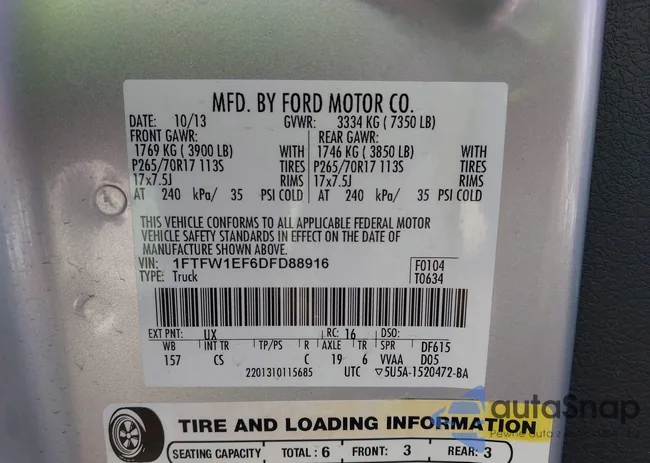 MFD. BY FORD MOTOR CO.
DATE: 10/13 GVWR: 3334 KG ( 7350 LB)
FRONT GAWR: REAR GAWR:
1769 KG ( 3900 LB) WITH 1746 KG ( 3850 LB) WITH
P265/70R17 113S TIRES P265/70R17 113S TIRES
17x7.5J RIMS 17x7.5J RIMS
AT 240 kPa/ 35 PSI COLD AT 240 kPa/ 35 PSI COLD
THIS VEHICLE CONFORMS TO ALL APPLICABLE FEDERAL MOTOR
VEHICLE SAFETY STANDARDS IN EFFECT ON THE DATE OF
MANUFACTURE SHOWN ABOVE.
VIN: 1FTFW1EF6DFD88916 F0104
TYPE: Truck T0634
EXT PNT: UX RC: 16 DSO:
WB INT TR TP/PS R AXLE TR SPR DF615
157 CS C 19 6 VVAA D05
2201310115685 UTC ▽5U5A-1520472-BA
autoSnap
TIRE AND LOADING INFORMATION
SEATING CAPACITY TOTAL: 6 FRONT: 3 REAR: 3